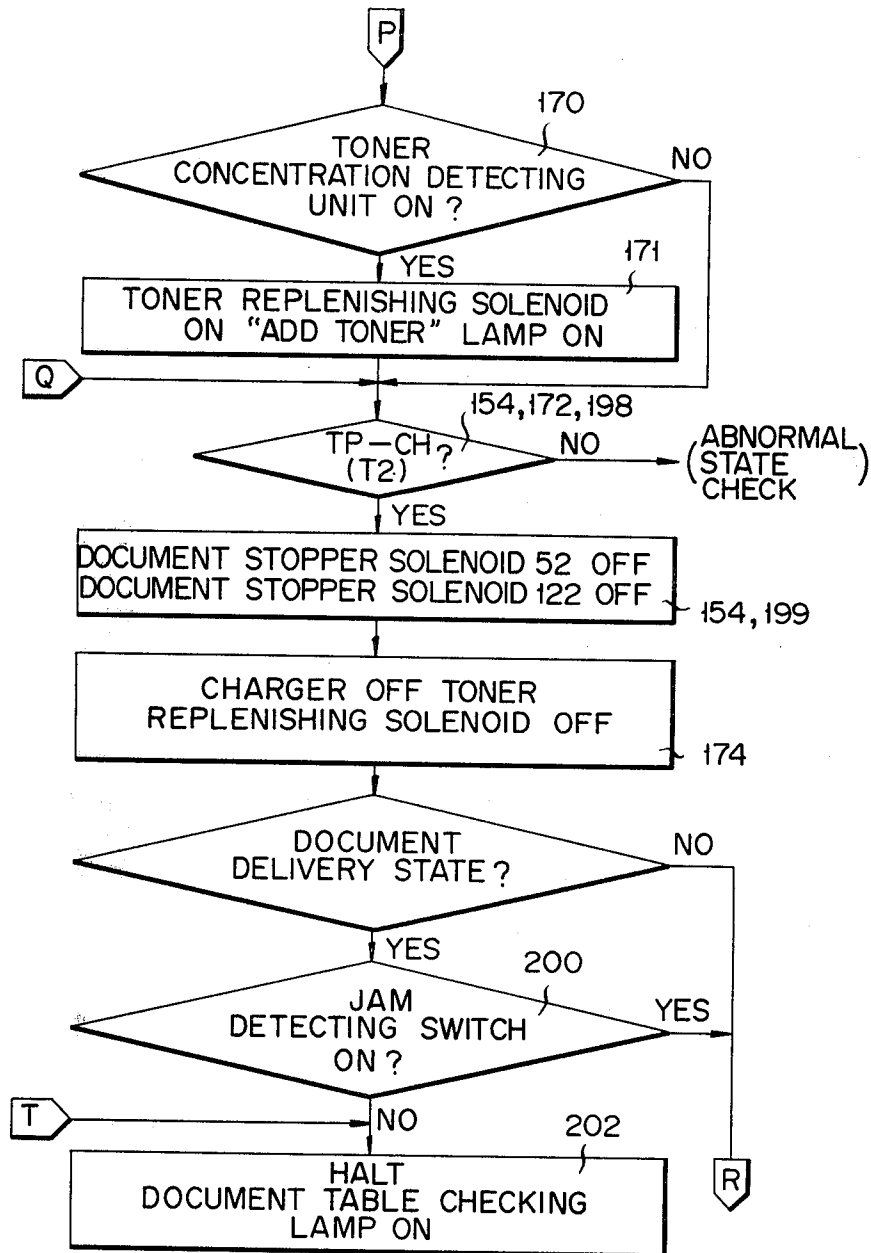 P
170
TONER
CONCENTRATION DETECTING
UNIT ON ?
NO
YES
171
TONER REPLENISHING SOLENOID
ON "ADD TONER" LAMP ON
Q
154,172,198
TP-CH ?
(T2)
NO
(ABNORMAL
STATE
CHECK)
YES
DOCUMENT STOPPER SOLENOID 52 OFF
DOCUMENT STOPPER SOLENOID 122 OFF
154,199
CHARGER OFF TONER
REPLENISHING SOLENOID OFF
174
DOCUMENT
DELIVERY STATE ?
NO
YES
200
JAM
DETECTING SWITCH
ON ?
YES
T
NO
202
HALT
DOCUMENT TABLE CHECKING
LAMP ON
R